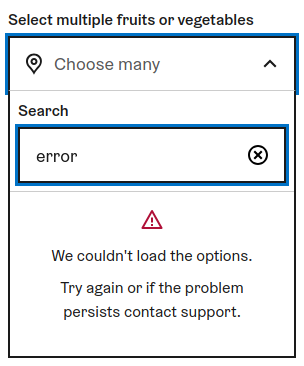 Select multiple fruits or vegetables
Choose many
Search
error
We couldn't load the options.
Try again or if the problem
persists contact support.